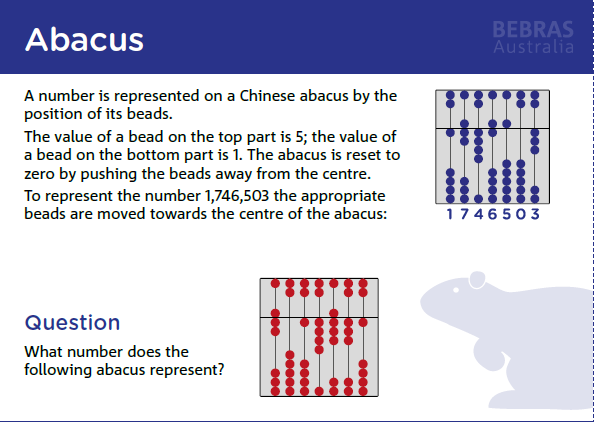 Abacus
BEBRAS
Australia
A number is represented on a Chinese abacus by the
position of its beads.
The value of a bead on the top part is 5; the value of
a bead on the bottom part is 1. The abacus is reset to
zero by pushing the beads away from the centre.
To represent the number 1,746,503 the appropriate
beads are moved towards the centre of the abacus:
1 7 4 6 5 0 3
Question
What number does the
following abacus represent?